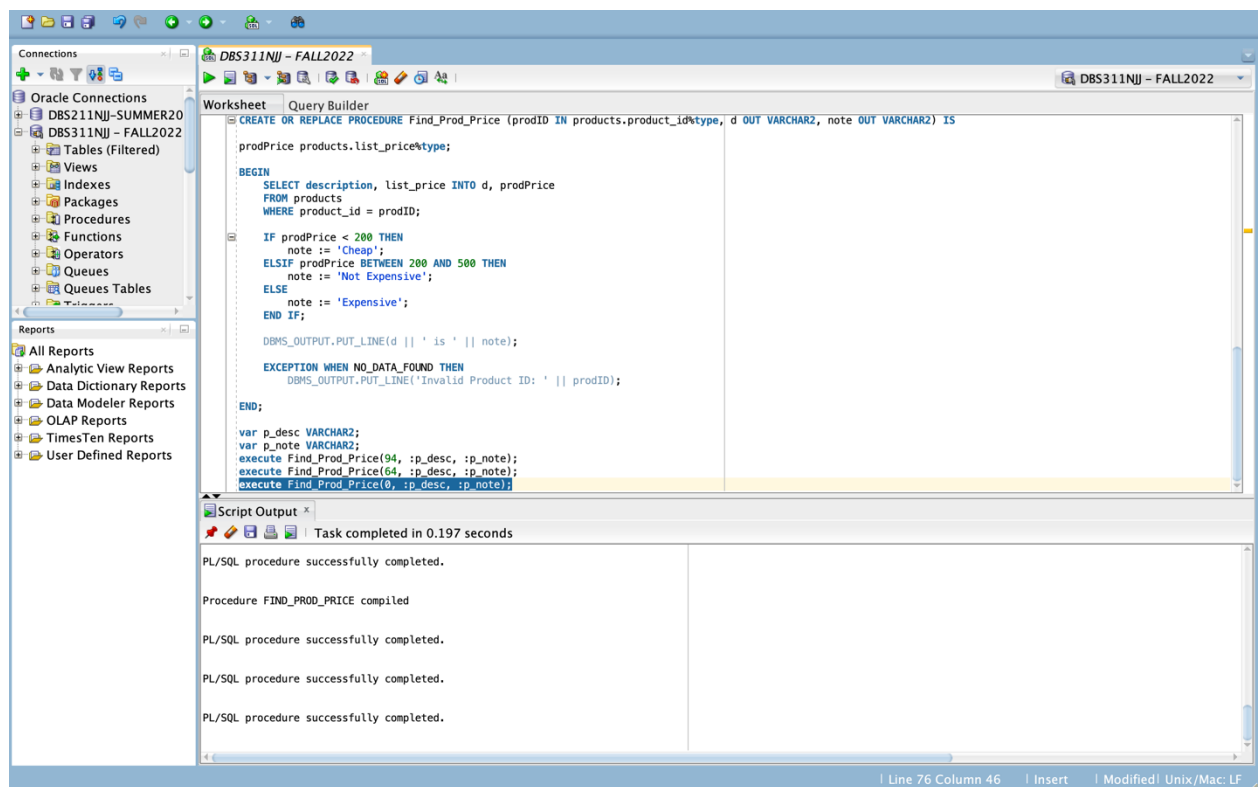 Connections
Oracle Connections
DBS211NJJ-SUMMER20
DBS311NJJ - FALL2022
Tables (Filtered)
Views
Indexes
Packages
Procedures
Functions
Operators
Queues
Queues Tables
Triggers
Reports
All Reports
Analytic View Reports
Data Dictionary Reports
Data Modeler Reports
OLAP Reports
TimesTen Reports
User Defined Reports
DBS311NJJ - FALL2022
DBS311NJJ - FALL2022
Worksheet Query Builder
CREATE OR REPLACE PROCEDURE Find_Prod_Price (prodID IN products.product_id%type, d OUT VARCHAR2, note OUT VARCHAR2) IS
prodPrice products.list_price%type;
BEGIN
SELECT description, list_price INTO d, prodPrice
FROM products
WHERE product_id = prodID;
IF prodPrice < 200 THEN
note := 'Cheap';
ELSIF prodPrice BETWEEN 200 AND 500 THEN
note := 'Not Expensive';
ELSE
note := 'Expensive';
END IF;
DBMS_OUTPUT.PUT_LINE(d || ' is ' || note);
EXCEPTION WHEN NO_DATA_FOUND THEN
DBMS_OUTPUT.PUT_LINE('Invalid Product ID: ' || prodID);
END;
var p_desc VARCHAR2;
var p_note VARCHAR2;
execute Find_Prod_Price(94, :p_desc, :p_note);
execute Find_Prod_Price(64, :p_desc, :p_note);
execute Find_Prod_Price(0, :p_desc, :p_note);
Script Output
Task completed in 0.197 seconds
PL/SQL procedure successfully completed.
Procedure FIND_PROD_PRICE compiled
PL/SQL procedure successfully completed.
PL/SQL procedure successfully completed.
PL/SQL procedure successfully completed.
Line 76 Column 46 | Insert | Modified | Unix/Mac: LF